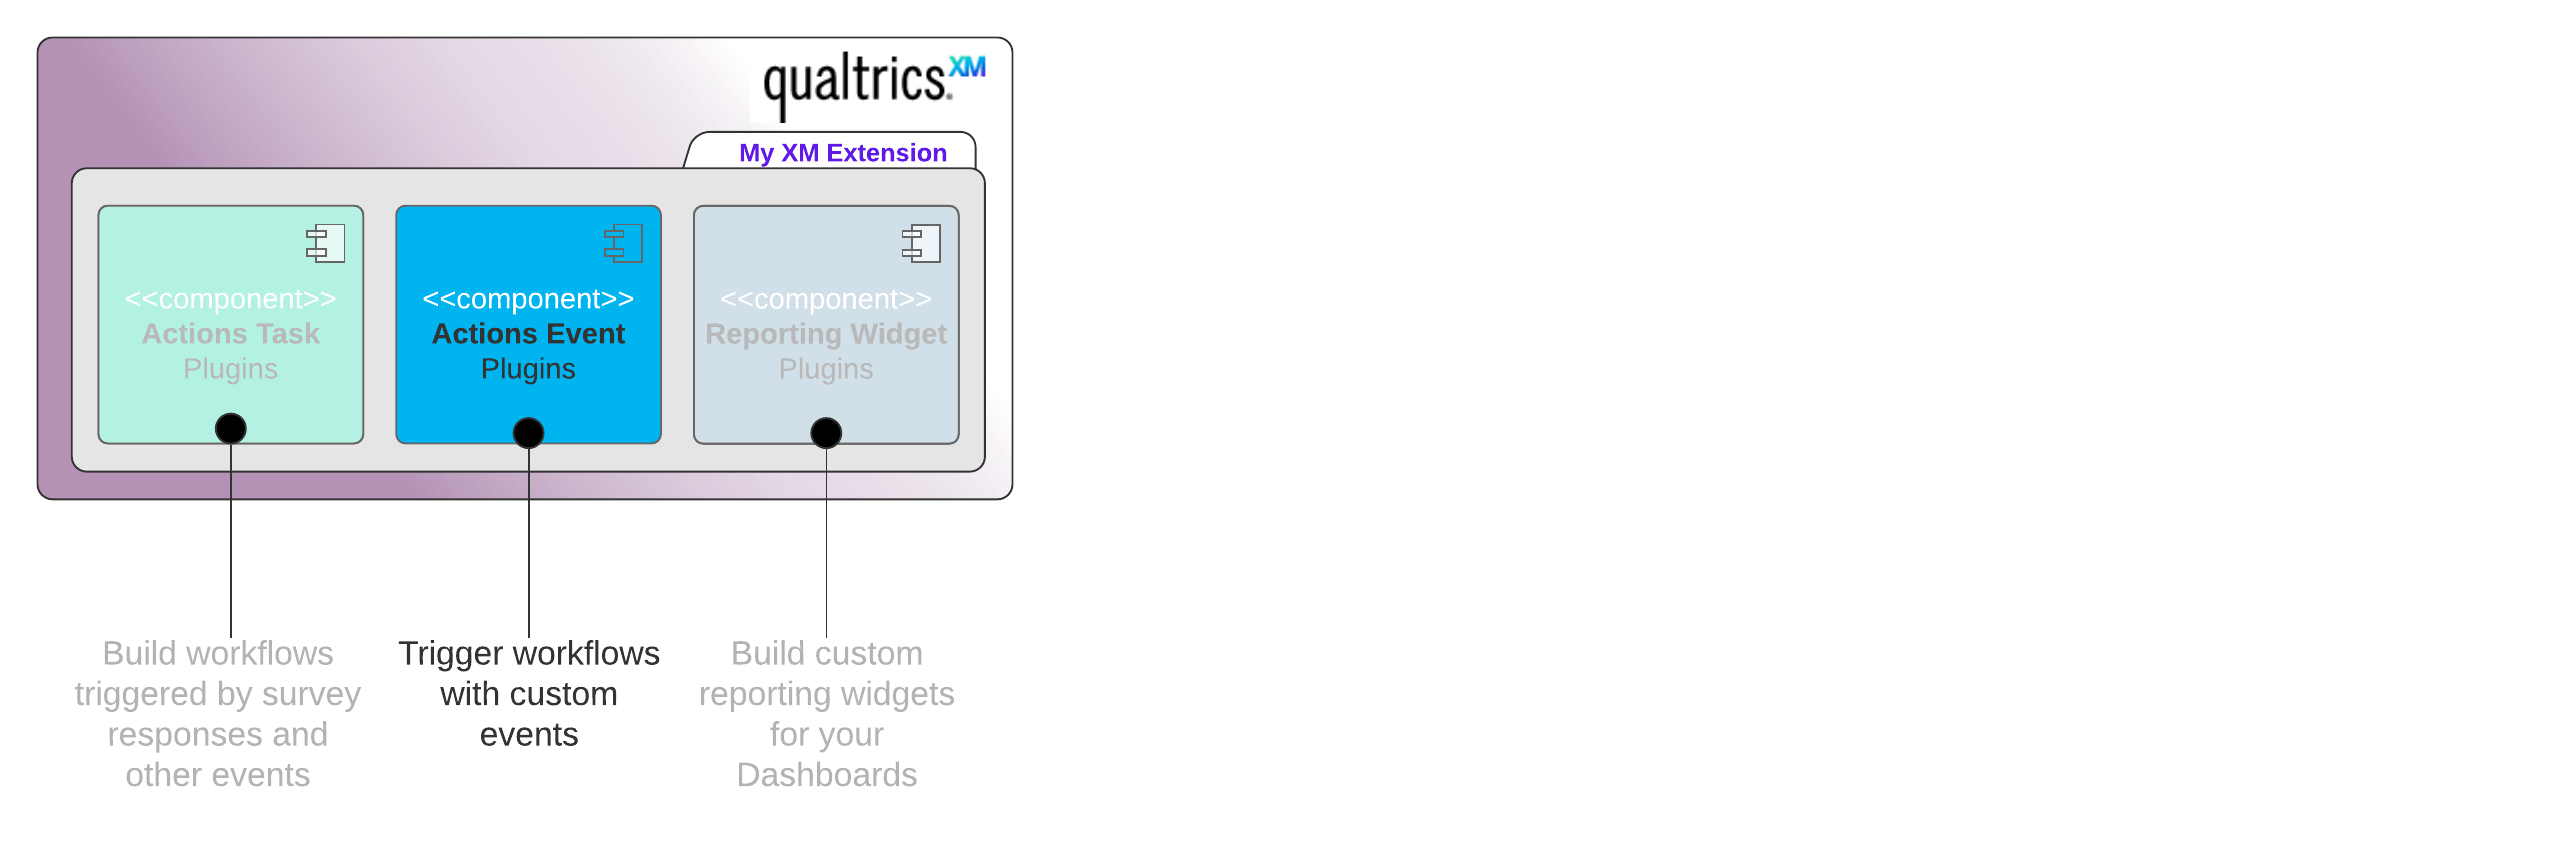 qualtrics.XM
My XM Extension
<<component>>
Actions Task
Plugins
<<component>>
Actions Event
Plugins
<<component>>
Reporting Widget
Plugins
Build workflows
triggered by survey
responses and
other events
Trigger workflows
with custom
events
Build custom
reporting widgets
for your
Dashboards